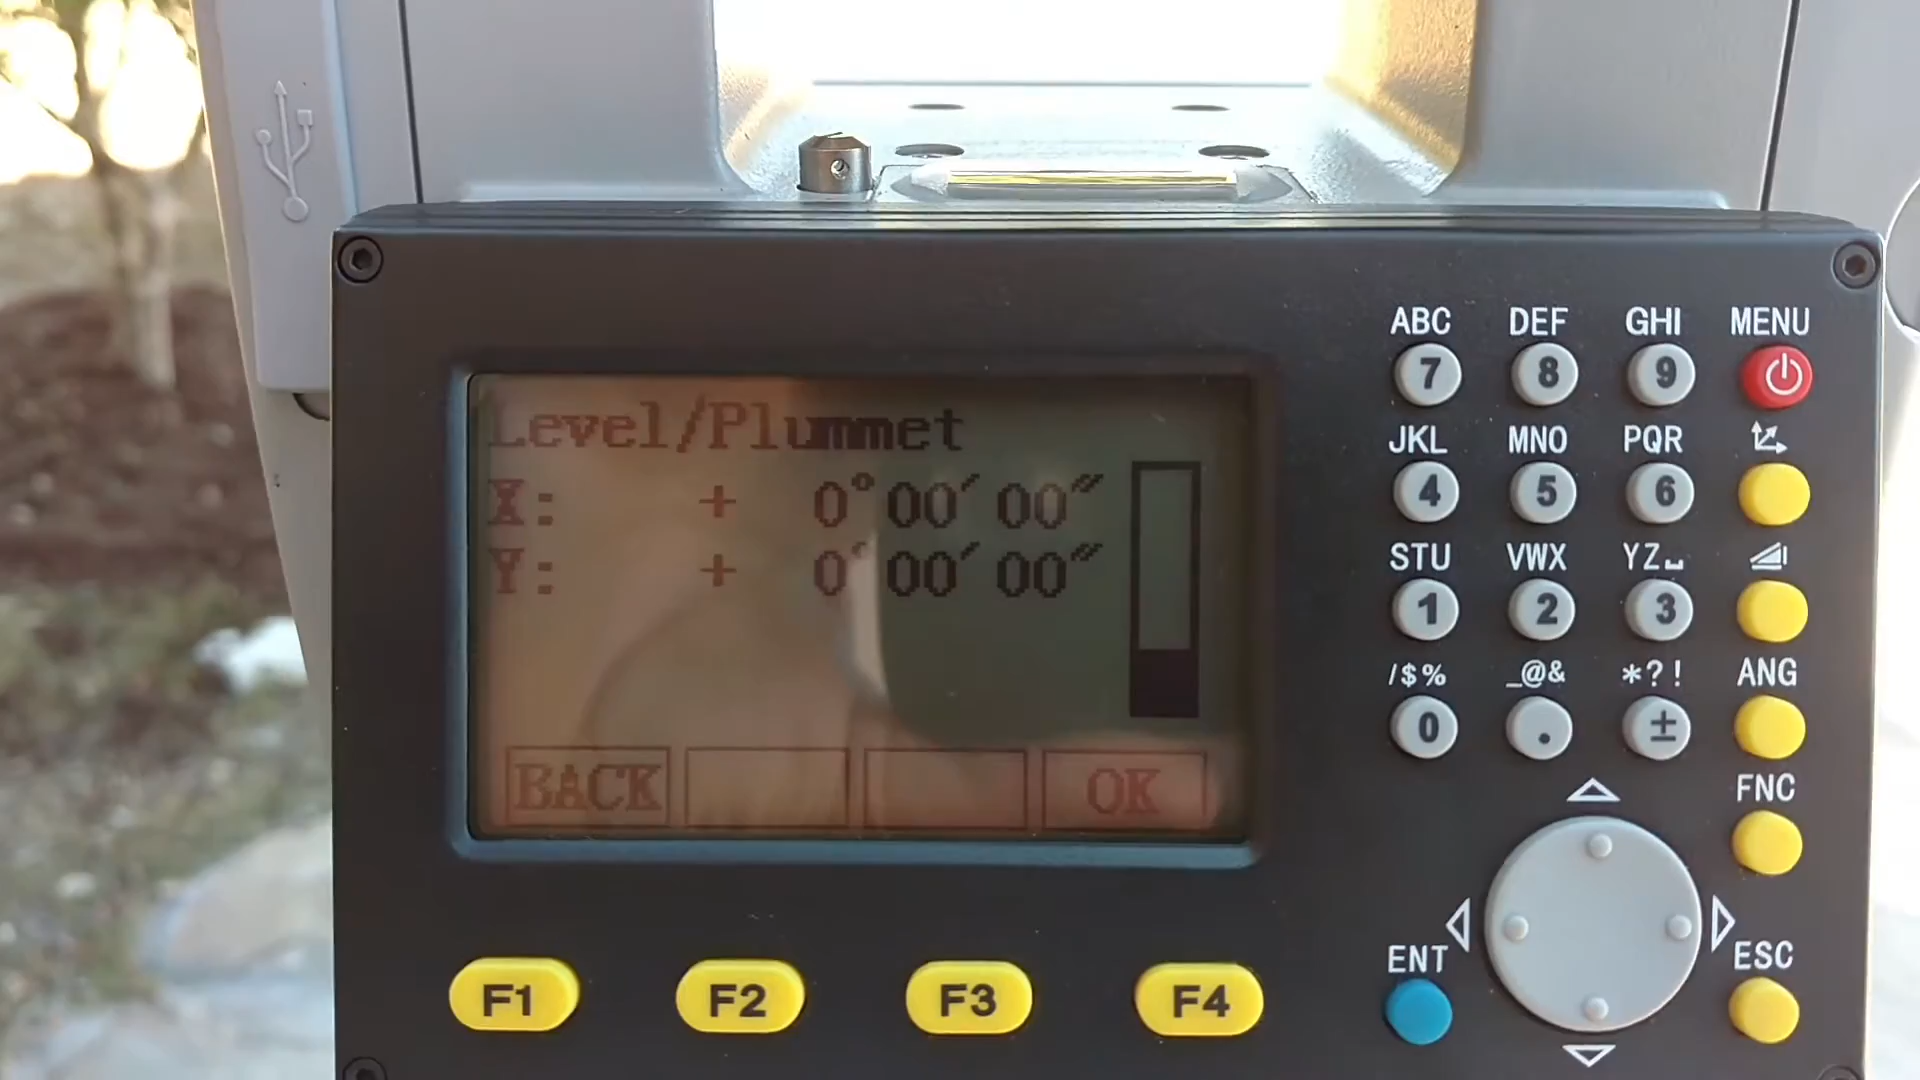 Level/Plummet
X: + 0°00′00″
Y: + 0°00′00″
BACK OK
F1 F2 F3 F4
ABC DEF GHI MENU
7 8 9
JKL MNO PQR
4 5 6
STU VWX YZ␣
1 2 3
/$% _@& *?! ANG
0 . ±
FNC
ENT ESC